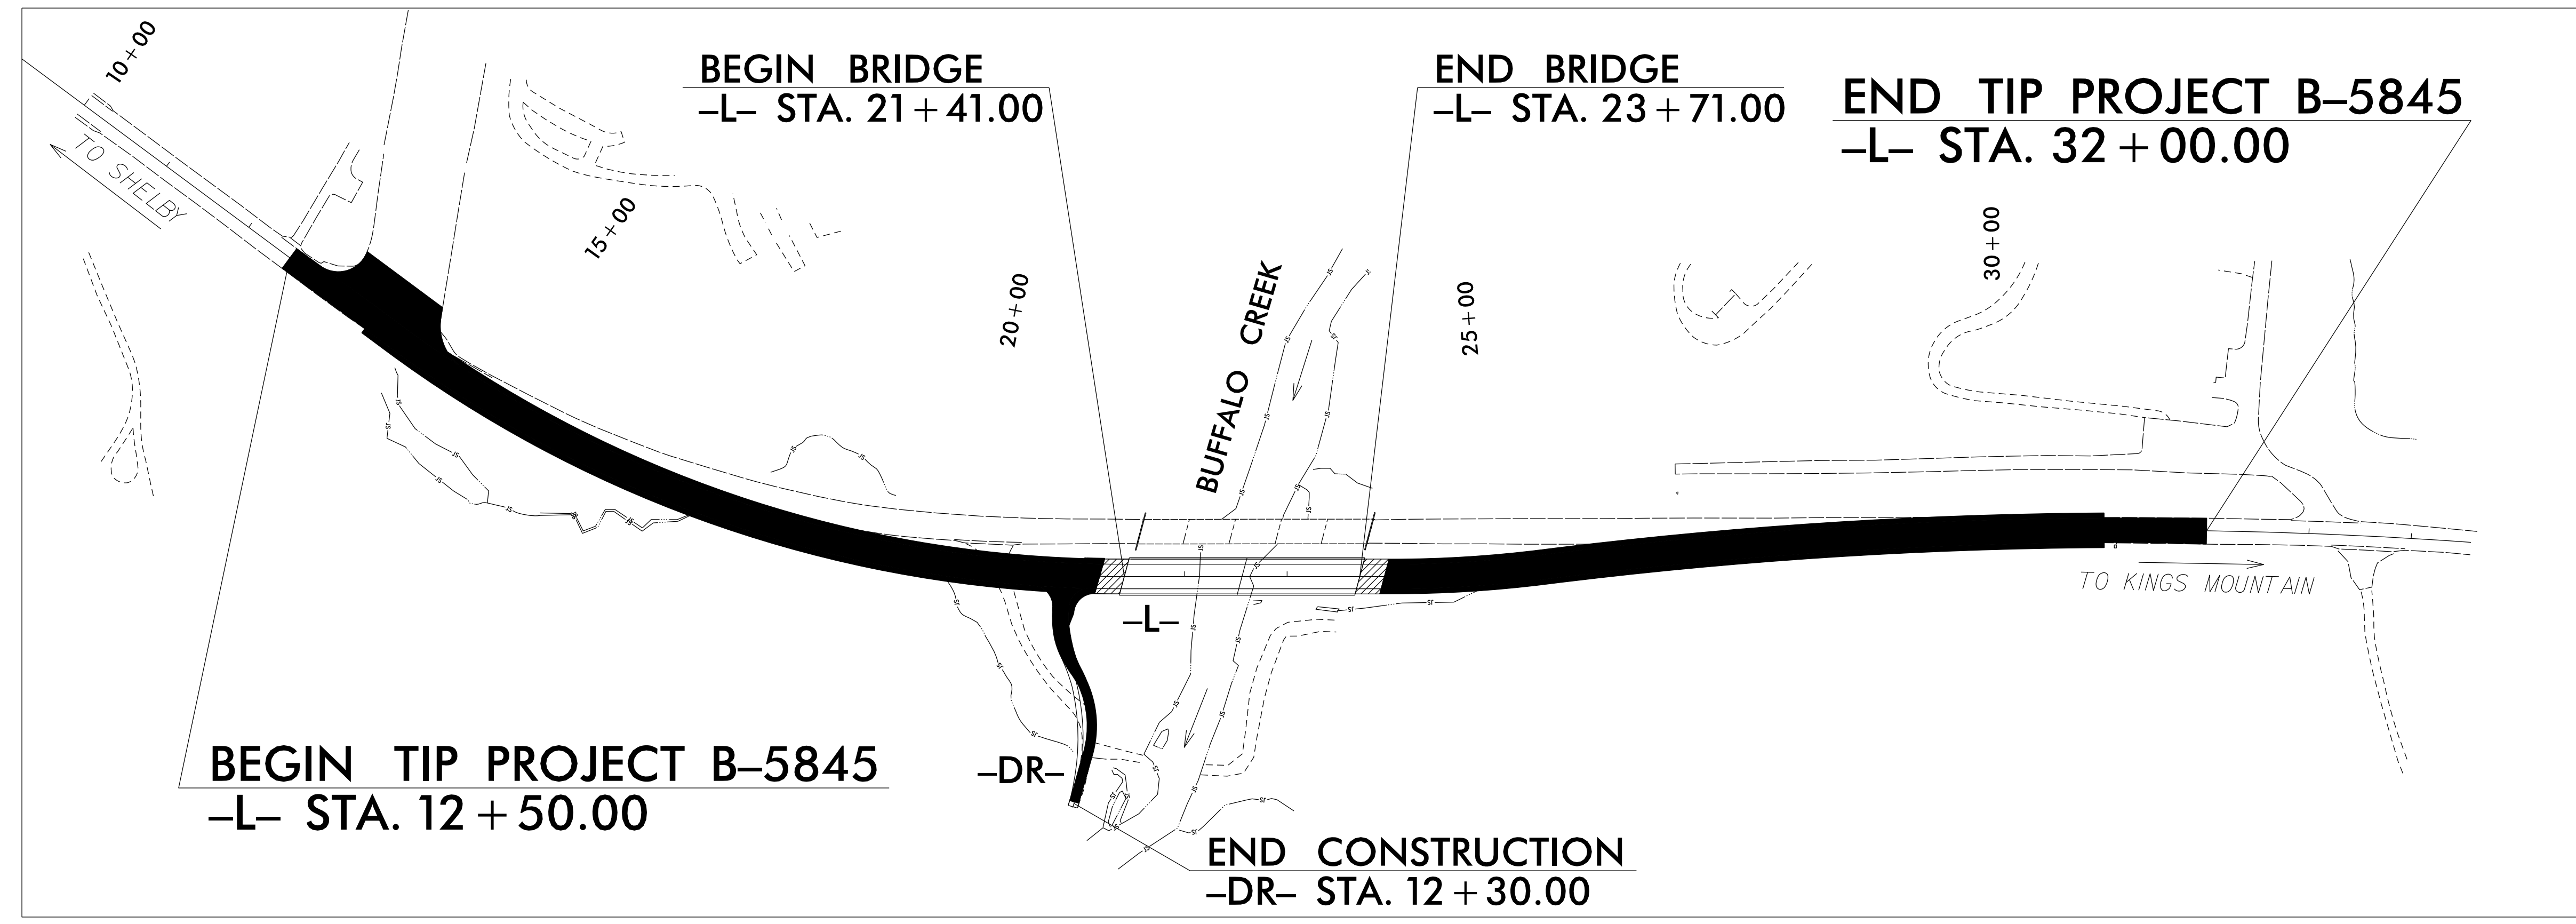 10+00
BEGIN BRIDGE
–L– STA. 21+41.00
END BRIDGE
–L– STA. 23+71.00
END TIP PROJECT B–5845
–L– STA. 32+00.00
TO SHELBY
15+00
20+00
BUFFALO CREEK
25+00
30+00
–L–
TO KINGS MOUNTAIN
BEGIN TIP PROJECT B–5845
–L– STA. 12+50.00
–DR–
END CONSTRUCTION
–DR– STA. 12+30.00